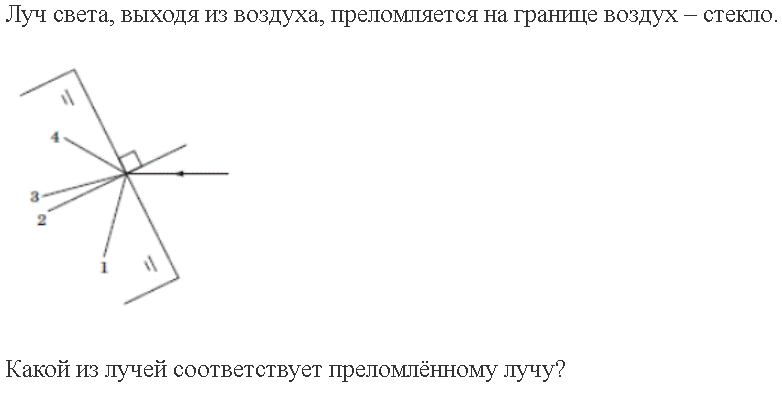 Луч света, выходя из воздуха, преломляется на границе воздух – стекло.
4
3
2
1
Какой из лучей соответствует преломлённому лучу?